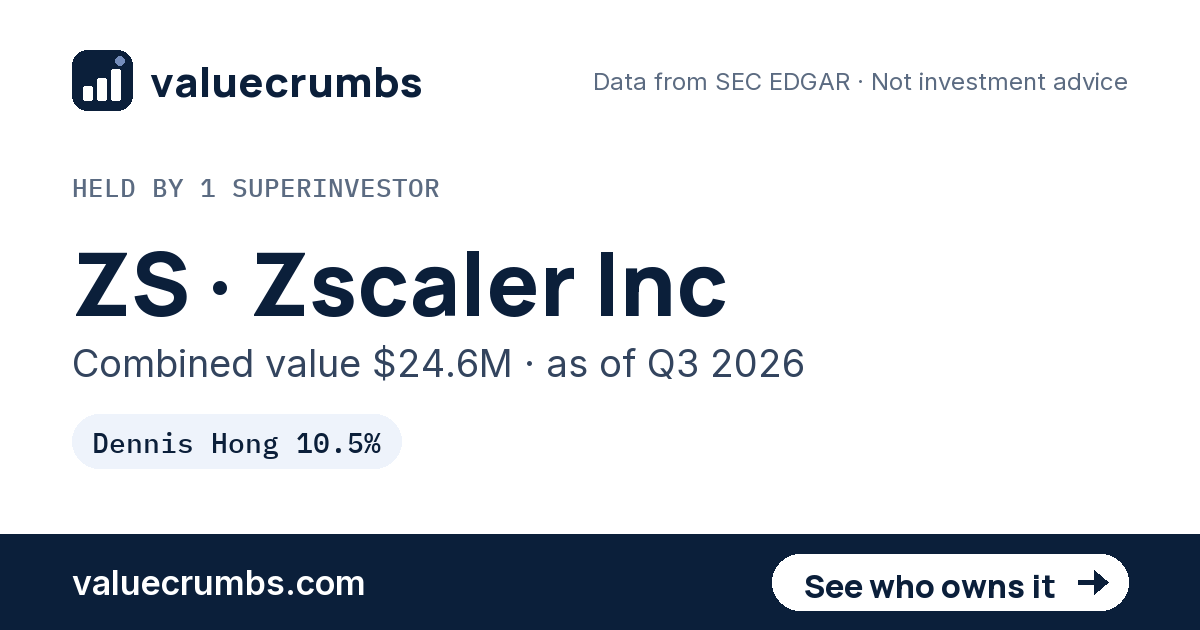 valuecrumbs
Data from SEC EDGAR · Not investment advice
HELD BY 1 SUPERINVESTOR
ZS · Zscaler Inc
Combined value $24.6M · as of Q3 2026
Dennis Hong 10.5%
valuecrumbs.com
See who owns it →